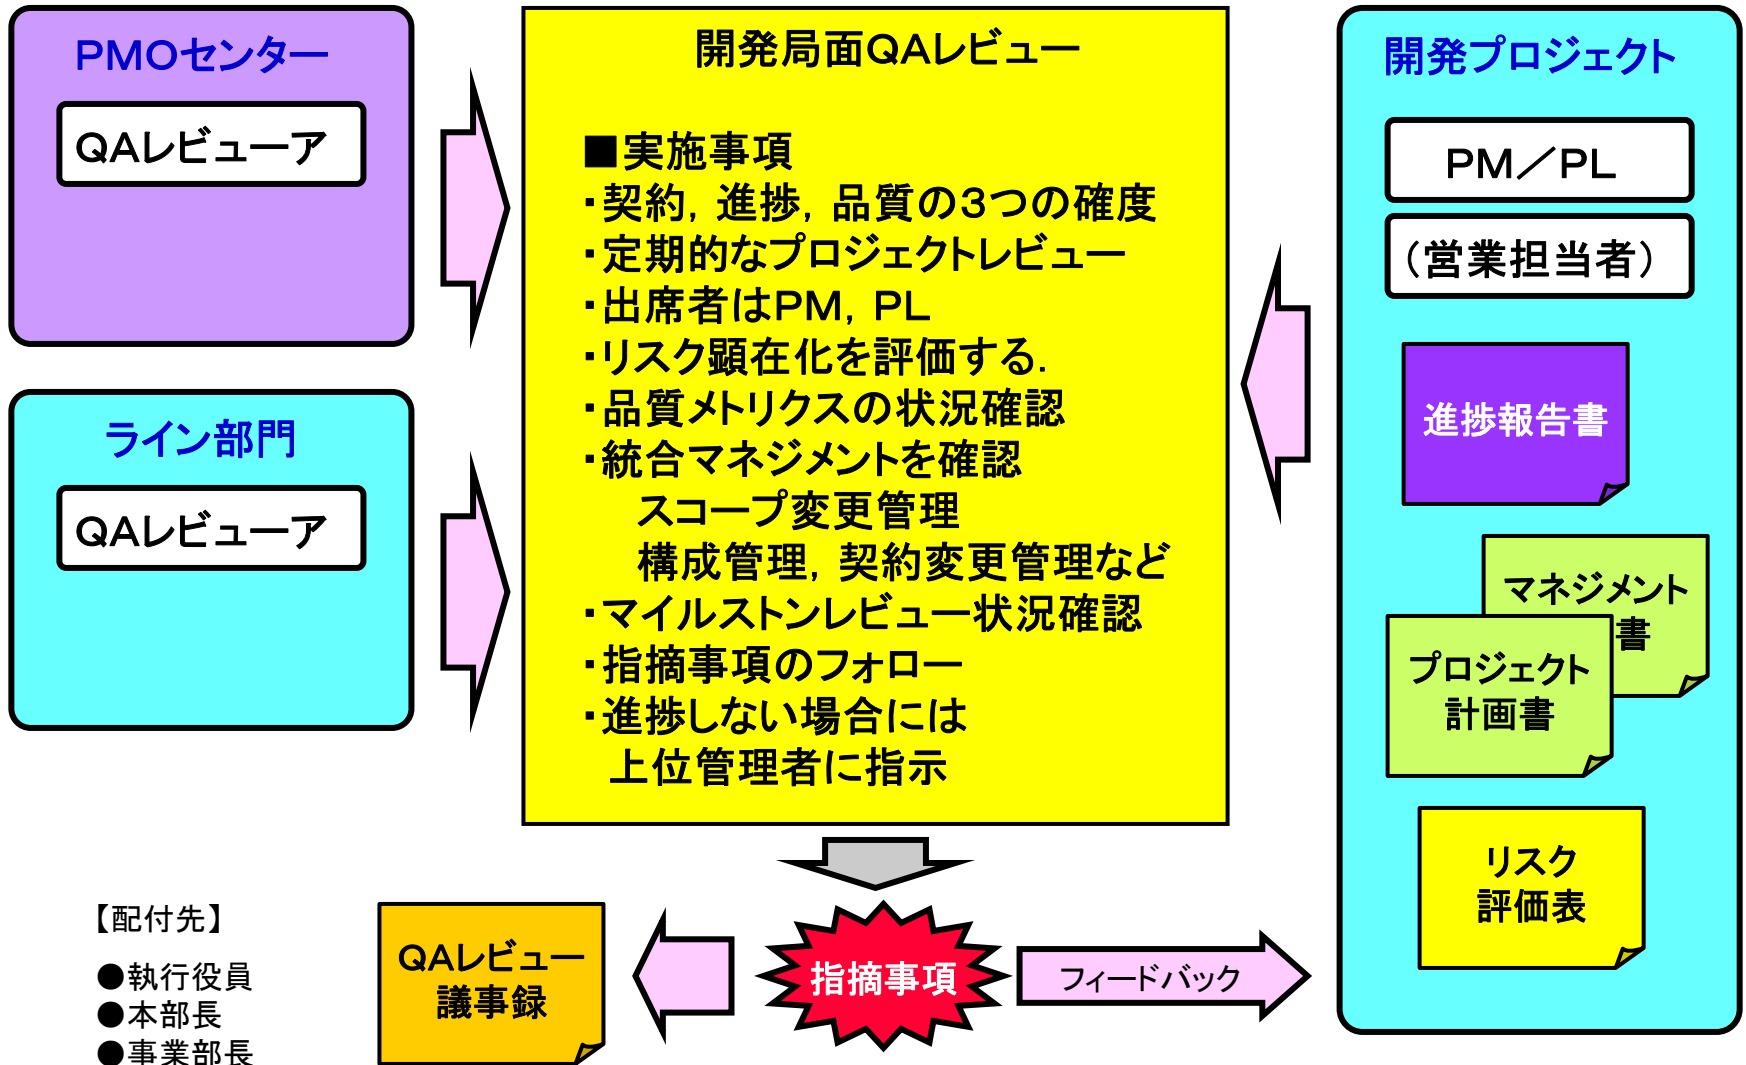 PMOセンター
QAレビューア
ライン部門
QAレビューア
開発局面QAレビュー
■実施事項
・契約，進捗，品質の３つの確度
・定期的なプロジェクトレビュー
・出席者はPM，PL
・リスク顕在化を評価する．
・品質メトリクスの状況確認
・統合マネジメントを確認
スコープ変更管理
構成管理，契約変更管理など
・マイルストンレビュー状況確認
・指摘事項のフォロー
・進捗しない場合には
上位管理者に指示
開発プロジェクト
PM／PL
（営業担当者）
進捗報告書
マネジメント
書
プロジェクト
計画書
リスク
評価表
指摘事項
フィードバック
QAレビュー
議事録
【配付先】
●執行役員
●本部長
●事業部長